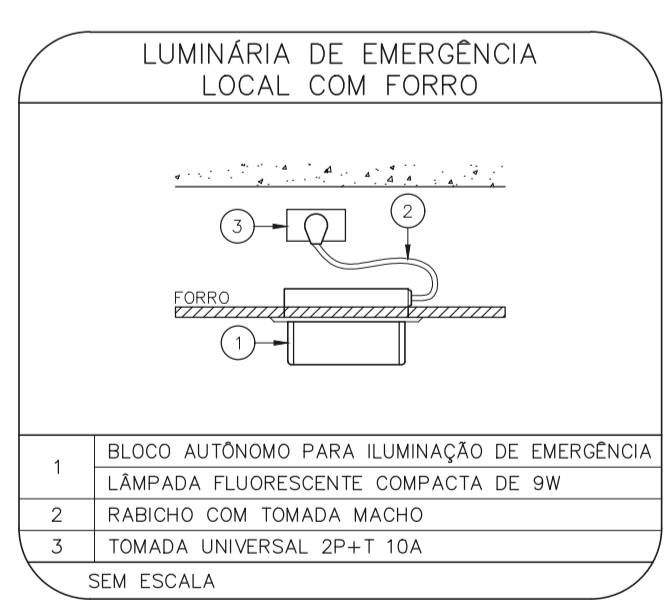 LUMINÁRIA DE EMERGÊNCIA
LOCAL COM FORRO
3
2
FORRO
1
1
BLOCO AUTÔNOMO PARA ILUMINAÇÃO DE EMERGÊNCIA
LÂMPADA FLUORESCENTE COMPACTA DE 9W
2 RABICHO COM TOMADA MACHO
3 TOMADA UNIVERSAL 2P+T 10A
SEM ESCALA